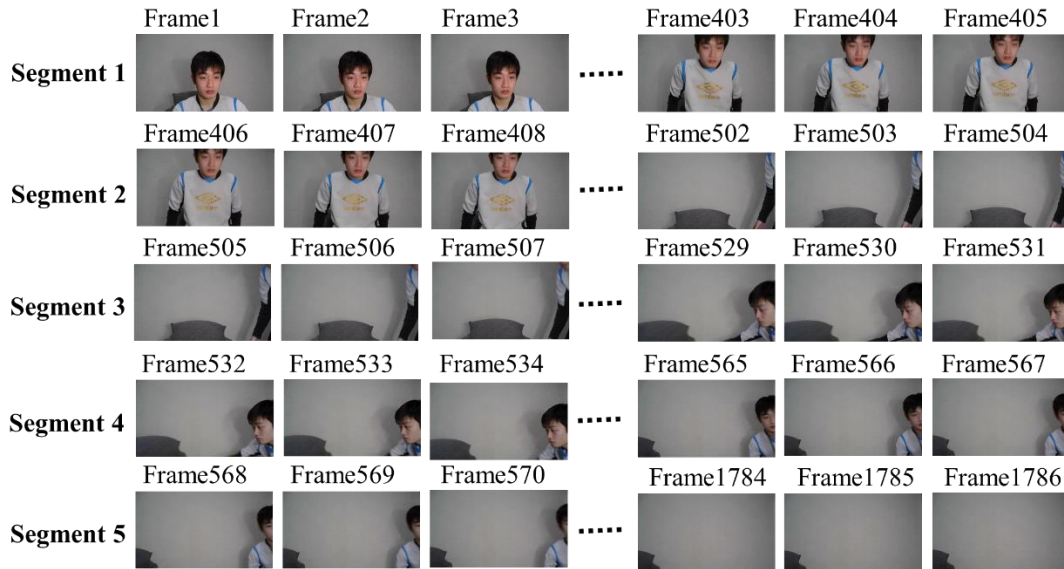 Frame1 Frame2 Frame3 Frame403 Frame404 Frame405
Segment 1 .....
Frame406 Frame407 Frame408 Frame502 Frame503 Frame504
Segment 2 .....
Frame505 Frame506 Frame507 Frame529 Frame530 Frame531
Segment 3 .....
Frame532 Frame533 Frame534 Frame565 Frame566 Frame567
Segment 4 .....
Frame568 Frame569 Frame570 Frame1784 Frame1785 Frame1786
Segment 5 .....